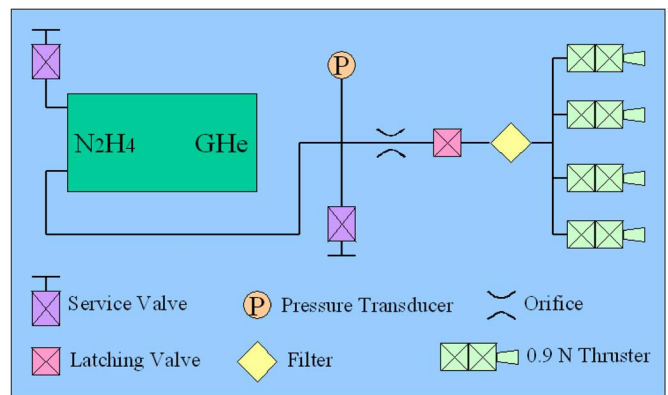 P
N2H4 GHe
Service Valve P Pressure Transducer Orifice
Latching Valve Filter 0.9 N Thruster